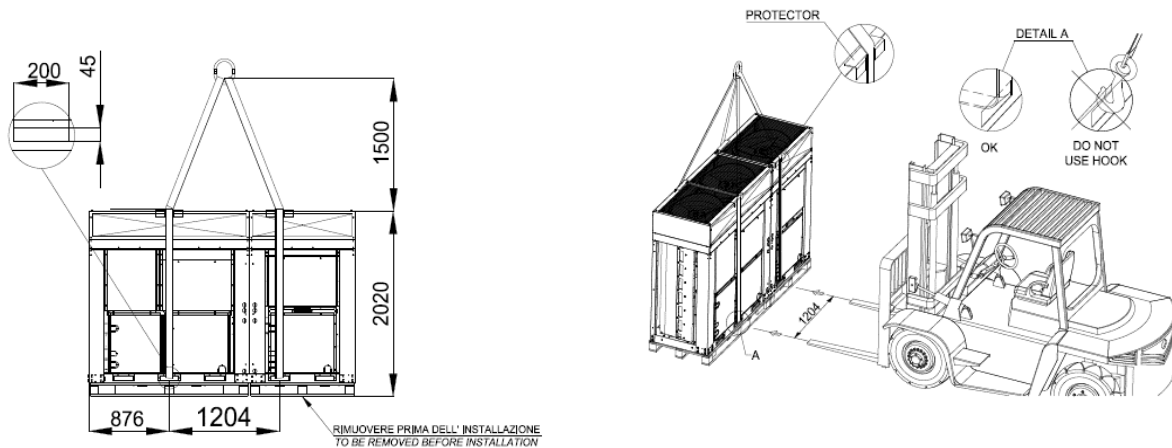 200
45
1500
2020
876
1204
RIMUOVERE PRIMA DELL' INSTALLAZIONE
TO BE REMOVED BEFORE INSTALLATION
PROTECTOR
DETAIL A
OK
DO NOT
USE HOOK
1204
A